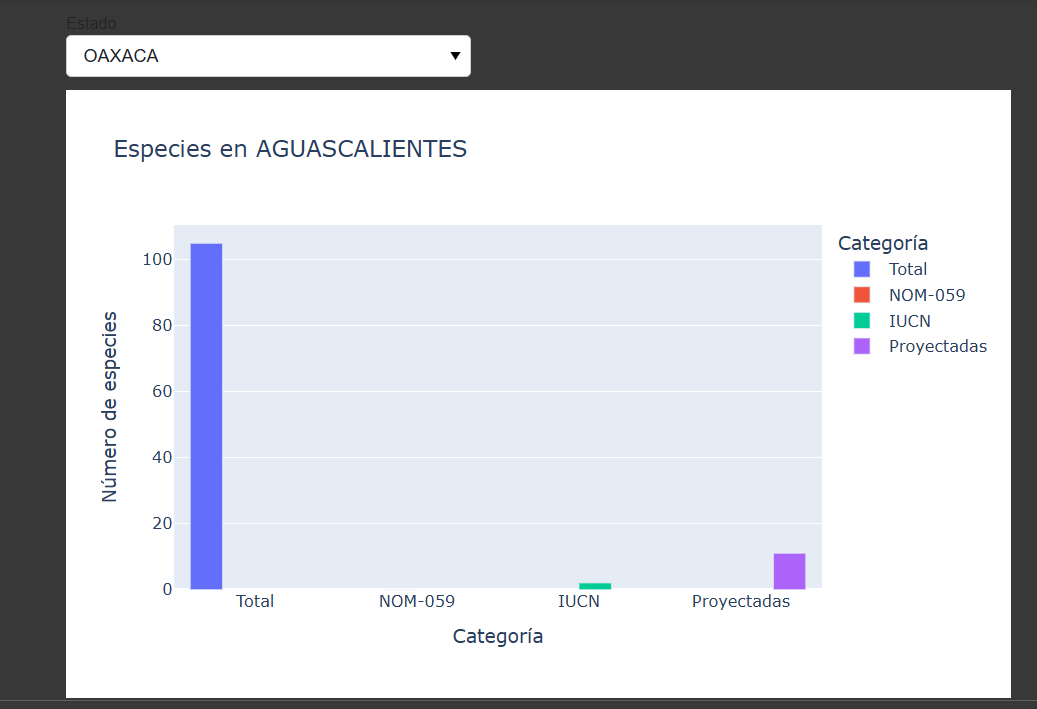 Estado
OAXACA
Especies en AGUASCALIENTES
Número de especies
100
80
60
40
20
0
Total
NOM-059
IUCN
Proyectadas
Categoría
Categoría
Total
NOM-059
IUCN
Proyectadas